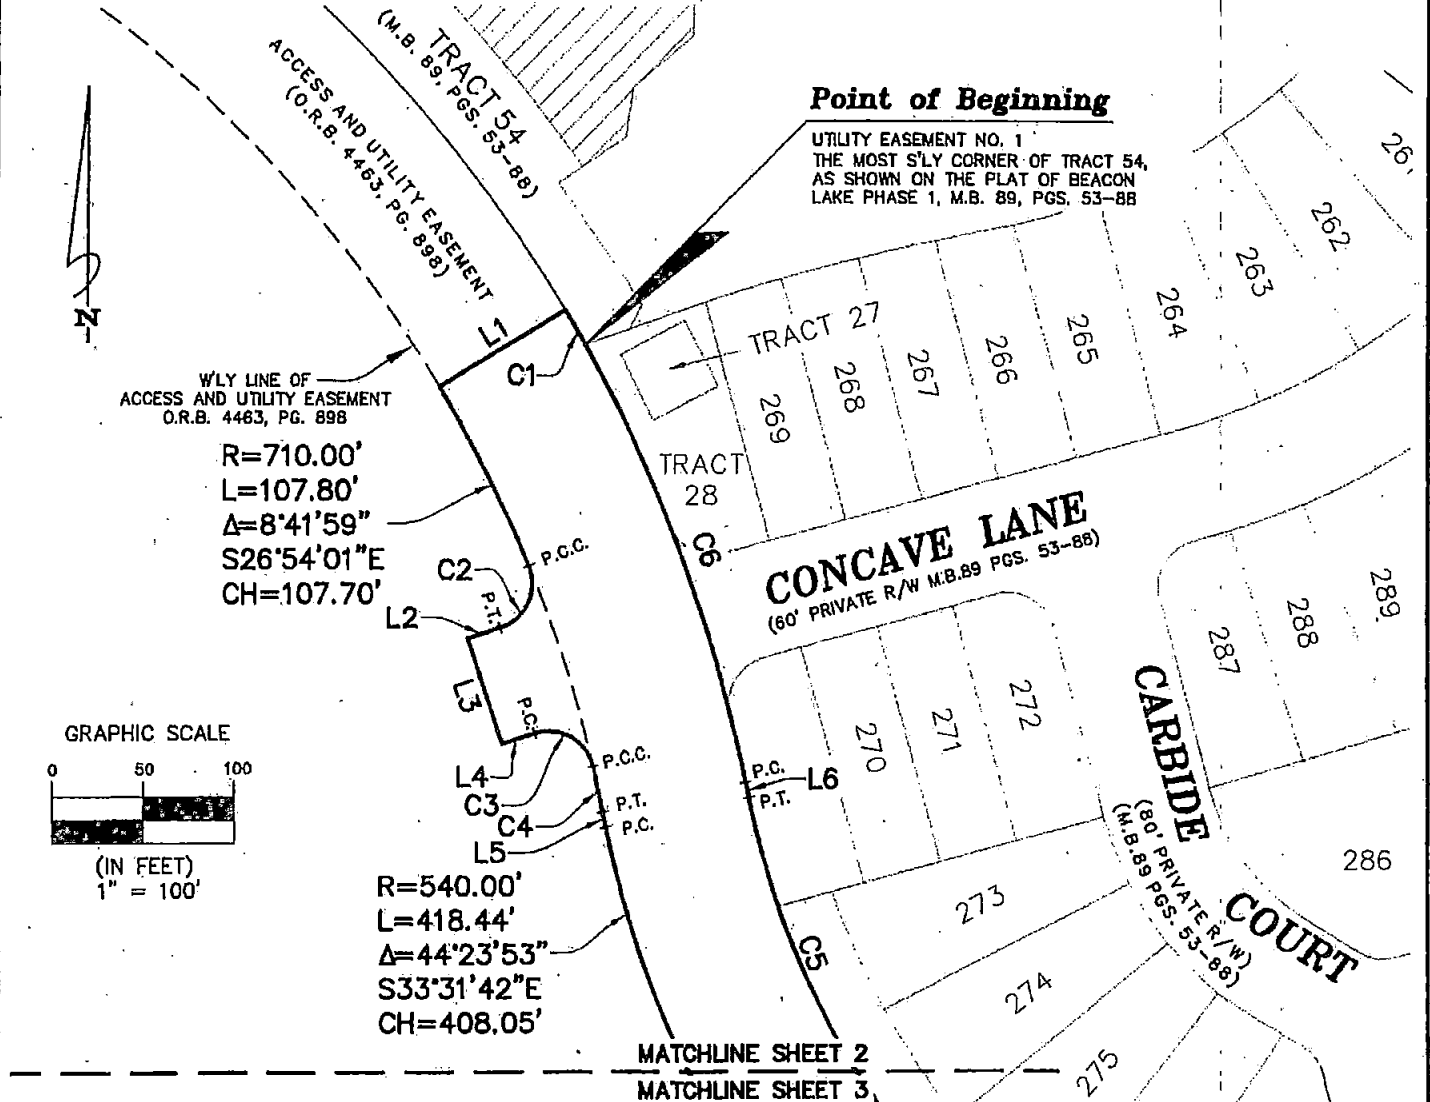 TRACT 54
(M.B. 89, PGS. 53-88)
ACCESS AND UTILITY EASEMENT
(O.R.B. 4463, PG. 898)
Point of Beginning
UTILITY EASEMENT NO. 1
THE MOST S'LY CORNER OF TRACT 54,
AS SHOWN ON THE PLAT OF BEACON
LAKE PHASE 1, M.B. 89, PGS. 53-88
N
L1
C1
W'LY LINE OF
ACCESS AND UTILITY EASEMENT
O.R.B. 4463, PG. 898
R=710.00'
L=107.80'
Δ=8°41'59"
S26°54'01"E
CH=107.70'
TRACT 27
TRACT
28
262
263
264
265
266
267
268
269
C6
CONCAVE LANE
(60' PRIVATE R/W M.B.89 PGS. 53-88)
P.C.C.
C2
P.T.
L2
L3
P.C.
L4
C3
P.C.C.
C4
P.T.
L5
P.C.
P.C.
L6
P.T.
270
271
272
287
288
289
GRAPHIC SCALE
0 50 100
(IN FEET)
1" = 100'
R=540.00'
L=418.44'
Δ=44°23'53"
S33°31'42"E
CH=408.05'
C5
CARBIDE
COURT
(80' PRIVATE R/W)
(M.B.89 PGS. 53-88)
286
273
274
275
MATCHLINE SHEET 2
MATCHLINE SHEET 3